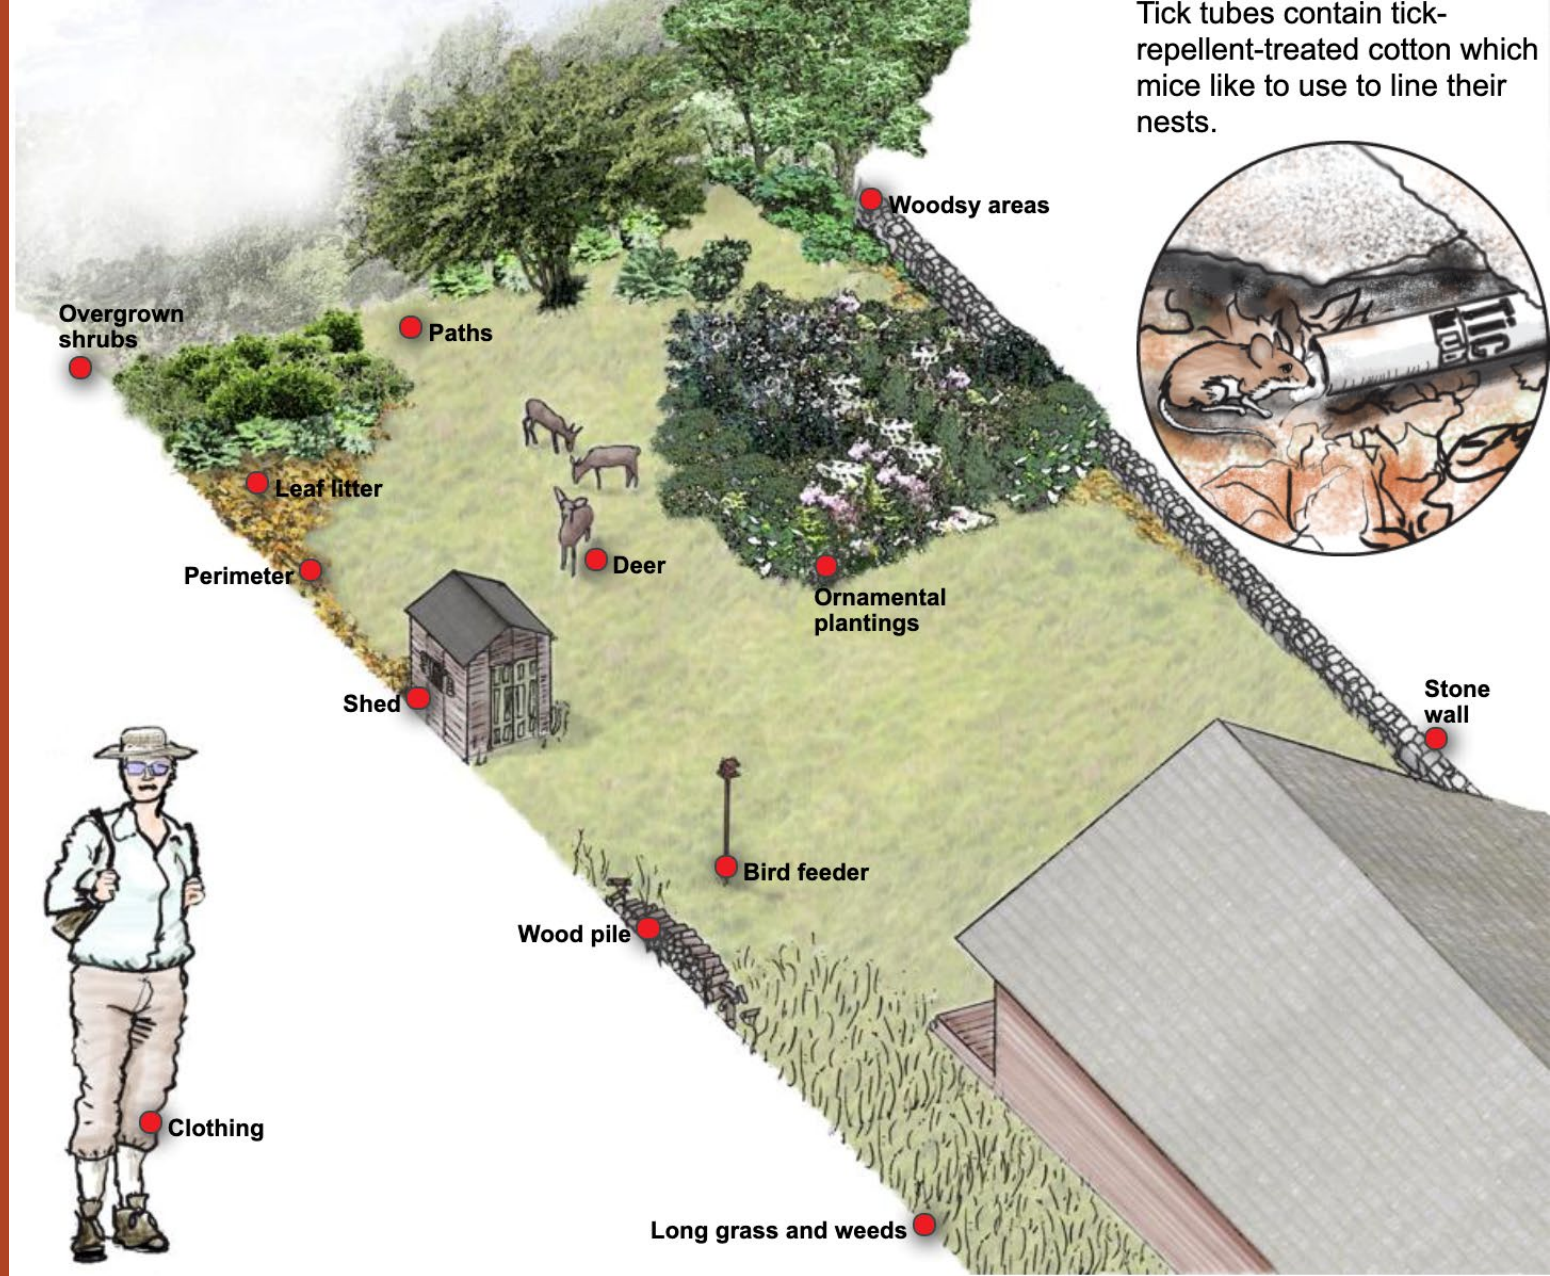 Tick tubes contain tick-
repellent-treated cotton which
mice like to use to line their
nests.
Woodsy areas
Overgrown
shrubs
Paths
Leaf litter
Perimeter
Deer
Ornamental
plantings
Shed
Stone
wall
Bird feeder
Wood pile
Clothing
Long grass and weeds